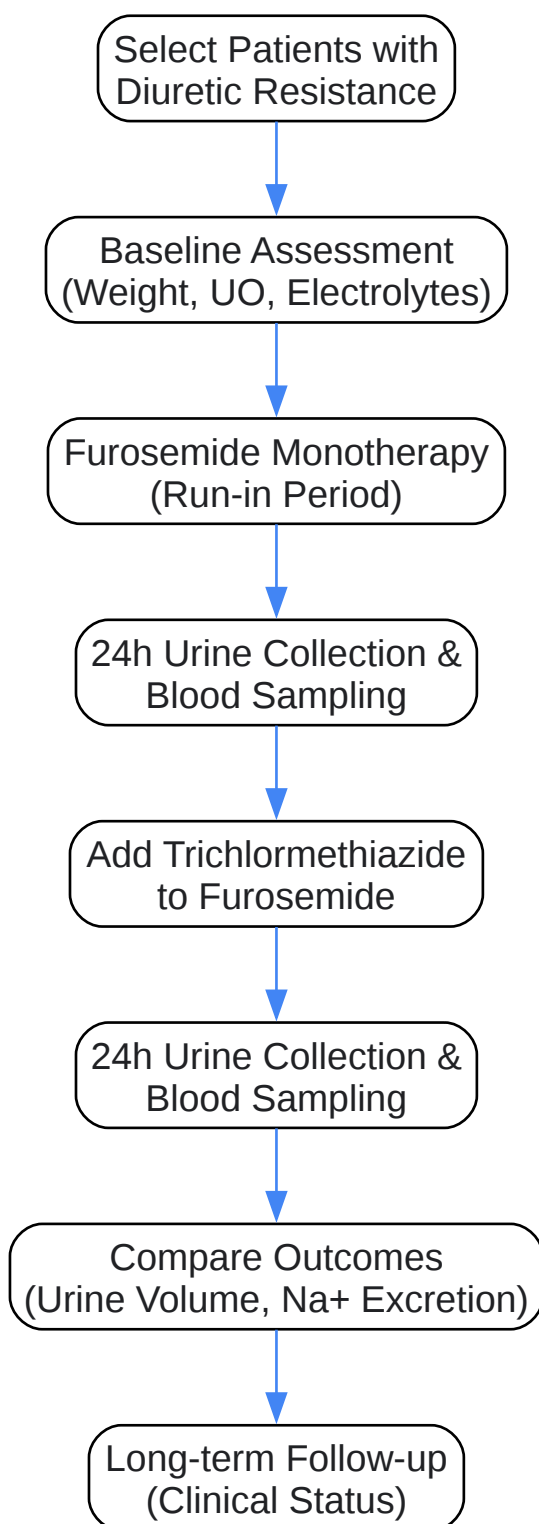 Select Patients with
Diuretic Resistance
Baseline Assessment
(Weight, UO, Electrolytes)
Furosemide Monotherapy
(Run-in Period)
24h Urine Collection &
Blood Sampling
Add Trichlormethiazide
to Furosemide
24h Urine Collection &
Blood Sampling
Compare Outcomes
(Urine Volume, Na+ Excretion)
Long-term Follow-up
(Clinical Status)